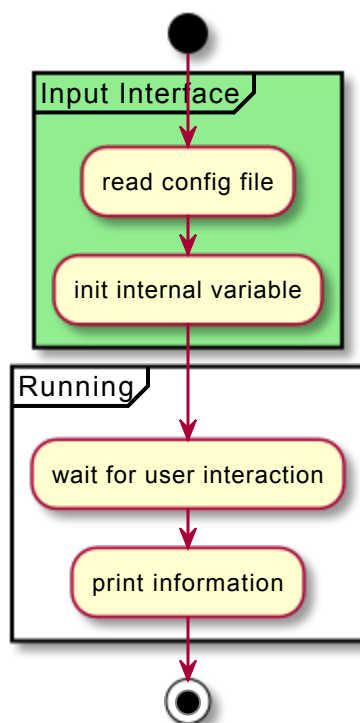 Input Interface
read config file
init internal variable
Running
wait for user interaction
print information